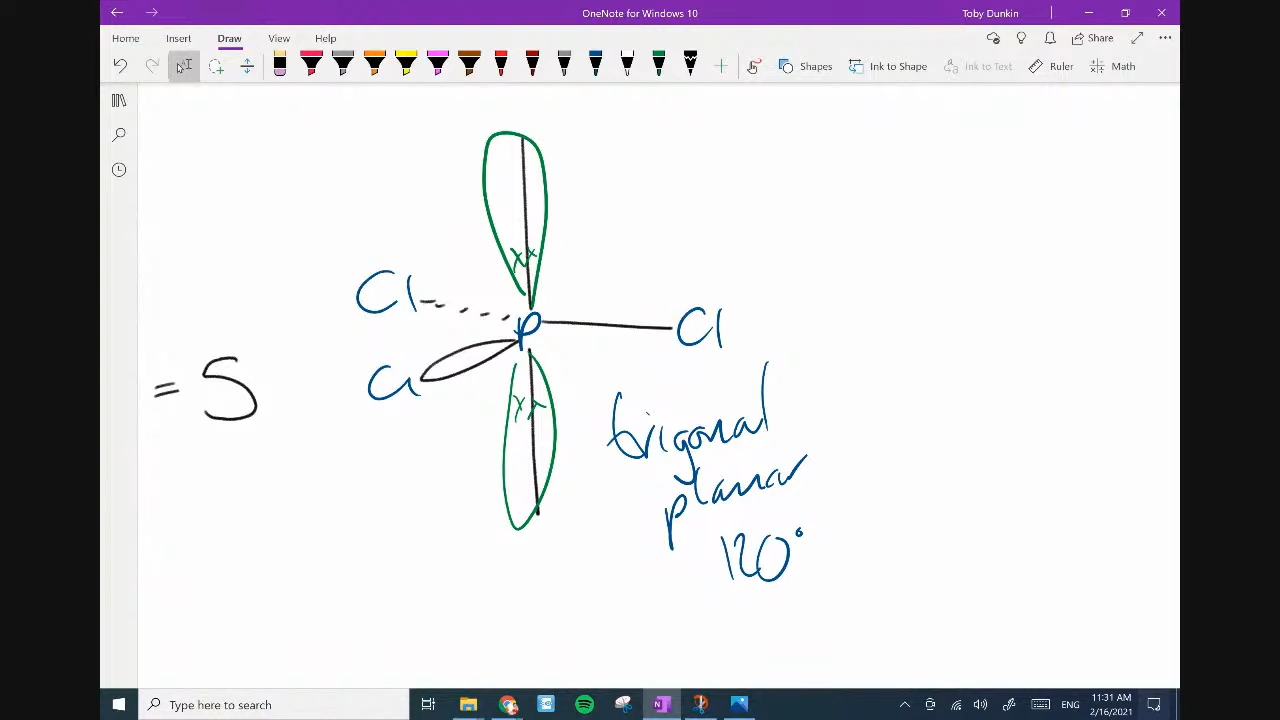 OneNote for Windows 10
Toby Dunkin
Home Insert Draw View Help
Share
Shapes Ink to Shape Ink to Text Ruler Math
xx
Cl
P
Cl
= 5
Cl
xx
trigonal
planar
120°
Type here to search
ENG
11:31 AM
2/16/2021